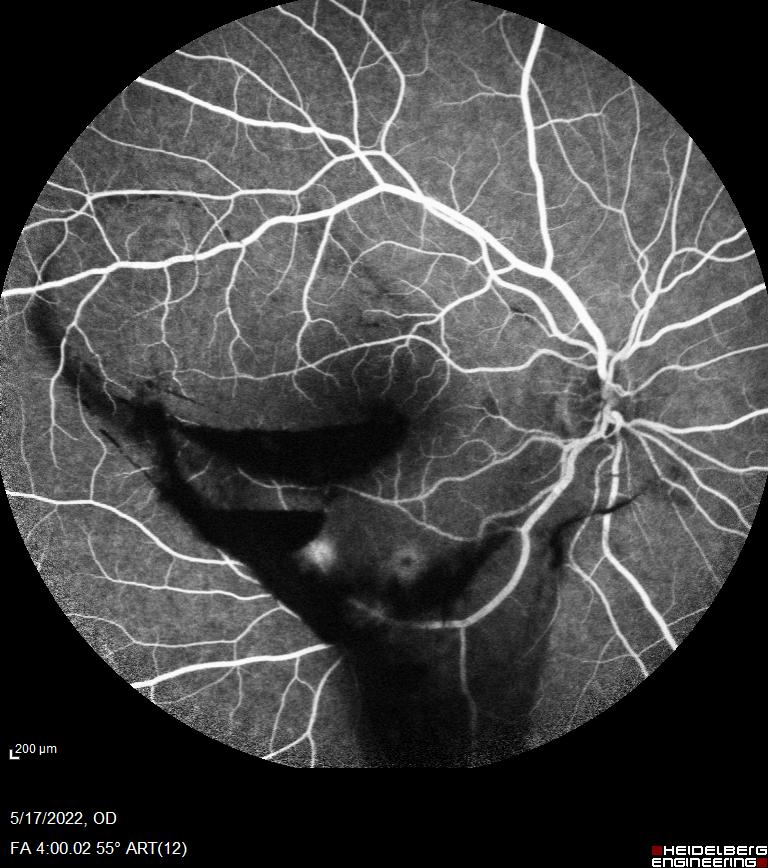 200 µm
5/17/2022, OD
FA 4:00.02 55° ART(12)
HEIDELBERG
ENGINEERING